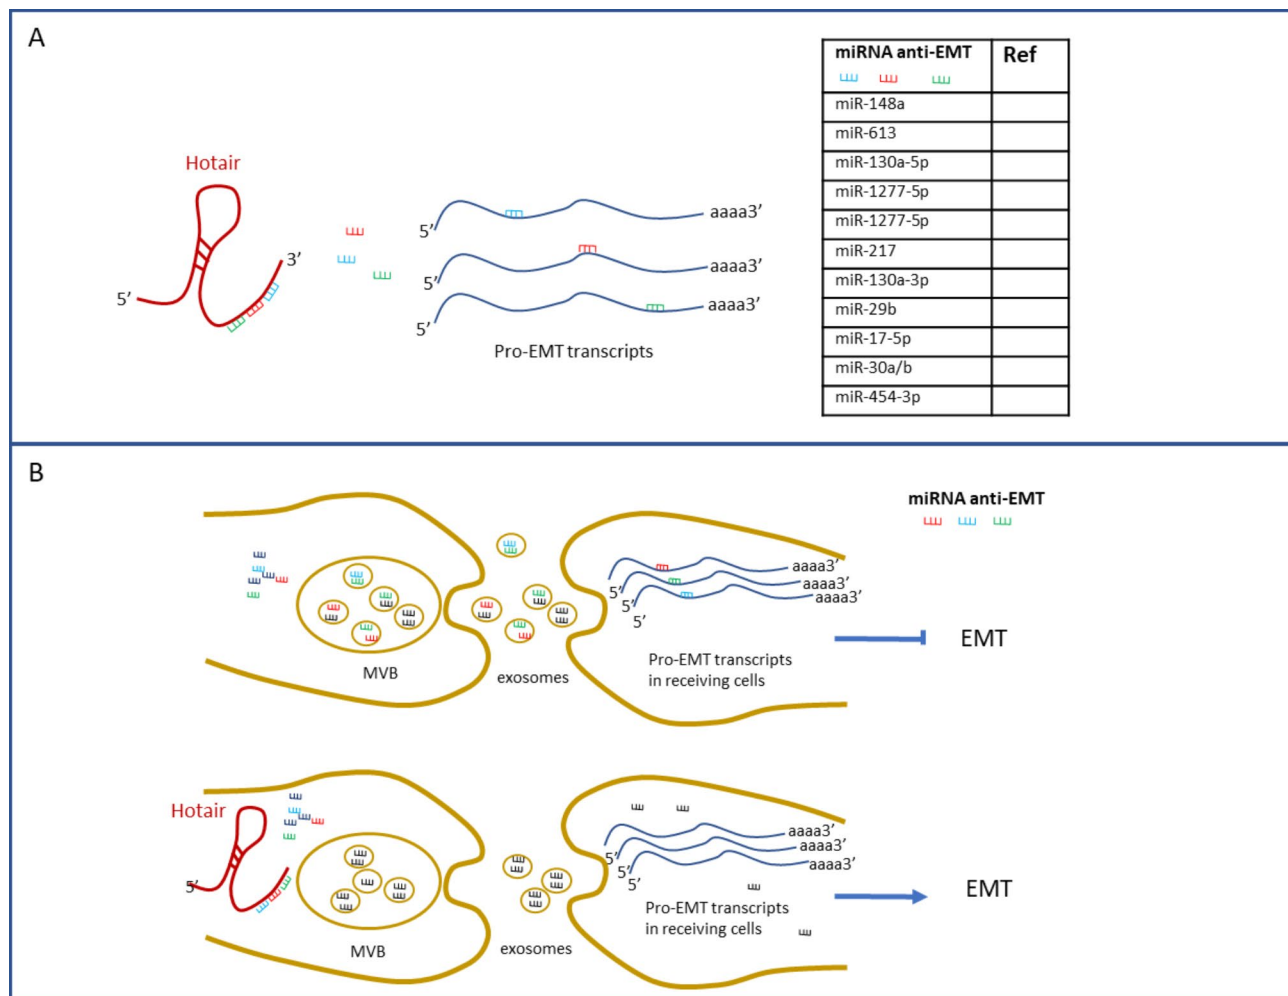 A
Hotair
5’
3’
5’
aaaa3’
5’
aaaa3’
5’
aaaa3’
Pro-EMT transcripts
miRNA anti-EMT Ref
miR-148a
miR-613
miR-130a-5p
miR-1277-5p
miR-1277-5p
miR-217
miR-130a-3p
miR-29b
miR-17-5p
miR-30a/b
miR-454-3p
B
miRNA anti-EMT
MVB
exosomes
aaaa3’
aaaa3’
aaaa3’
5’
5’
5’
Pro-EMT transcripts
in receiving cells
EMT
Hotair
5’
MVB
exosomes
aaaa3’
aaaa3’
aaaa3’
5’
5’
5’
Pro-EMT transcripts
in receiving cells
EMT